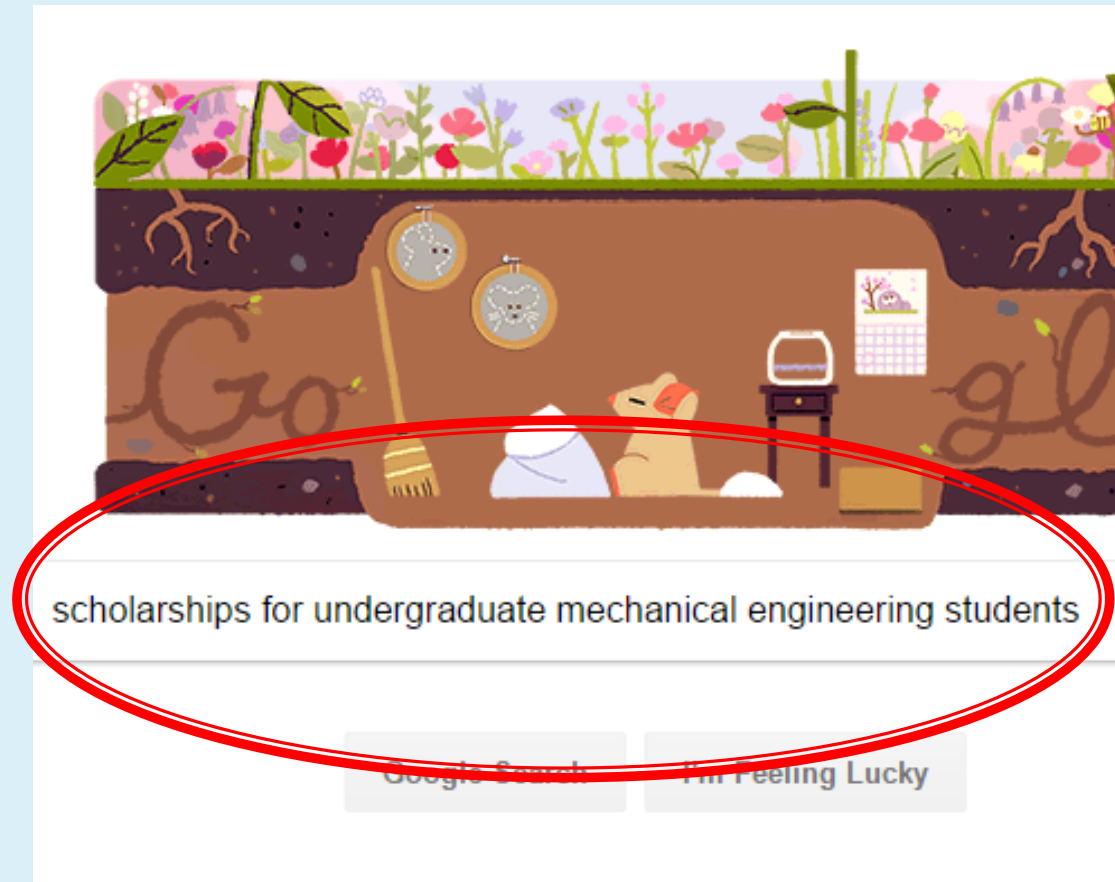 Go gl
scholarships for undergraduate mechanical engineering students
Google Search I'm Feeling Lucky